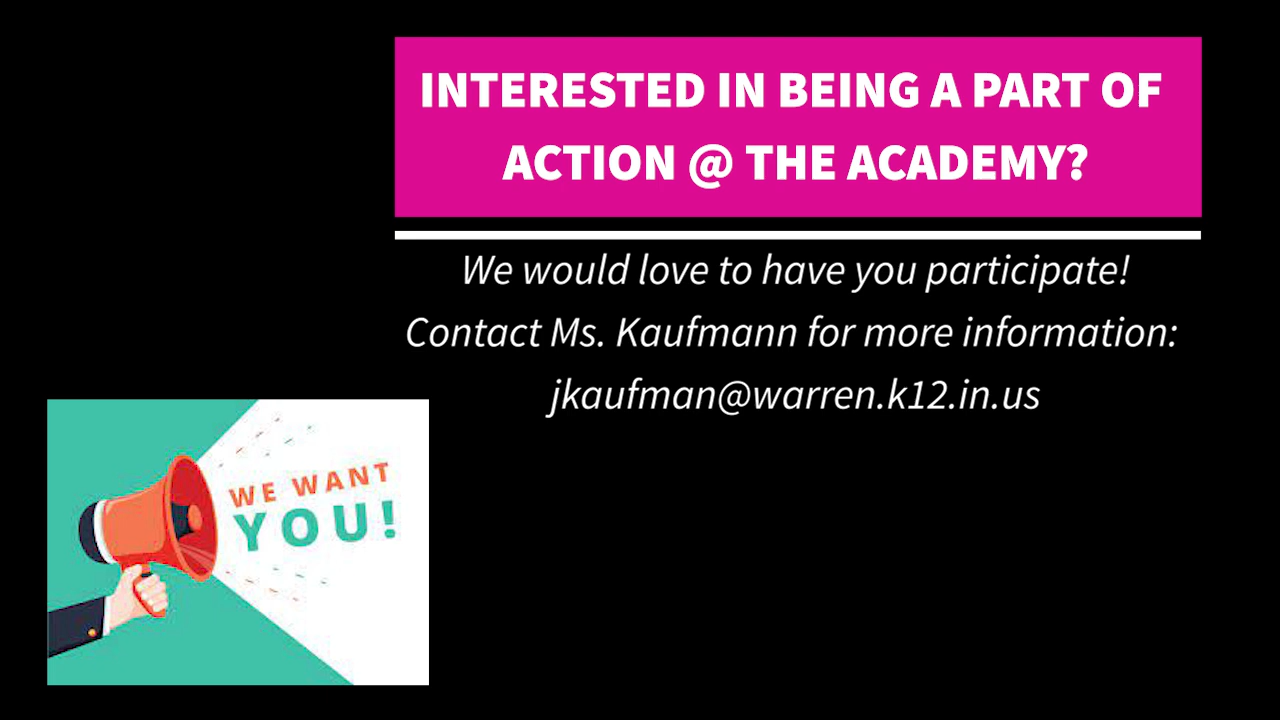 INTERESTED IN BEING A PART OF
ACTION @ THE ACADEMY?
We would love to have you participate!
Contact Ms. Kaufmann for more information:
jkaufman@warren.k12.in.us
WE WANT
YOU!